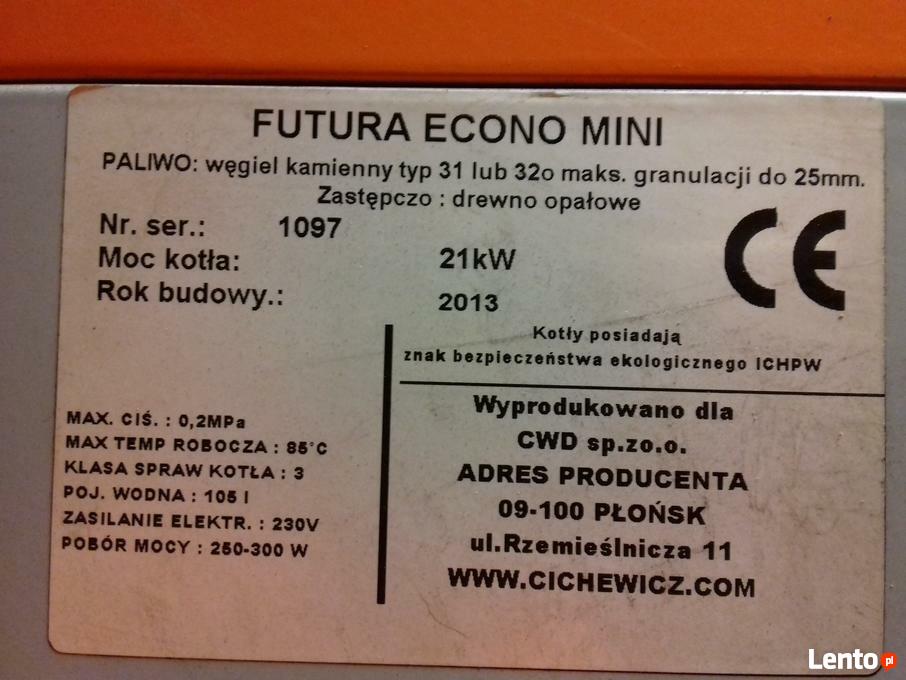 FUTURA ECONO MINI
PALIWO: węgiel kamienny typ 31 lub 32o maks. granulacji do 25mm.
Zastępczo : drewno opałowe
Nr. ser.: 1097
Moc kotła: 21kW
Rok budowy.: 2013
CE
Kotły posiadają
znak bezpieczeństwa ekologicznego ICHPW
MAX. CIŚ. : 0,2MPa
MAX TEMP ROBOCZA : 85°C
KLASA SPRAW KOTŁA : 3
POJ. WODNA : 105 l
ZASILANIE ELEKTR. : 230V
POBÓR MOCY : 250-300 W
Wyprodukowano dla
CWD sp.zo.o.
ADRES PRODUCENTA
09-100 PŁOŃSK
ul.Rzemieślnicza 11
WWW.CICHEWICZ.COM
Lento.pl